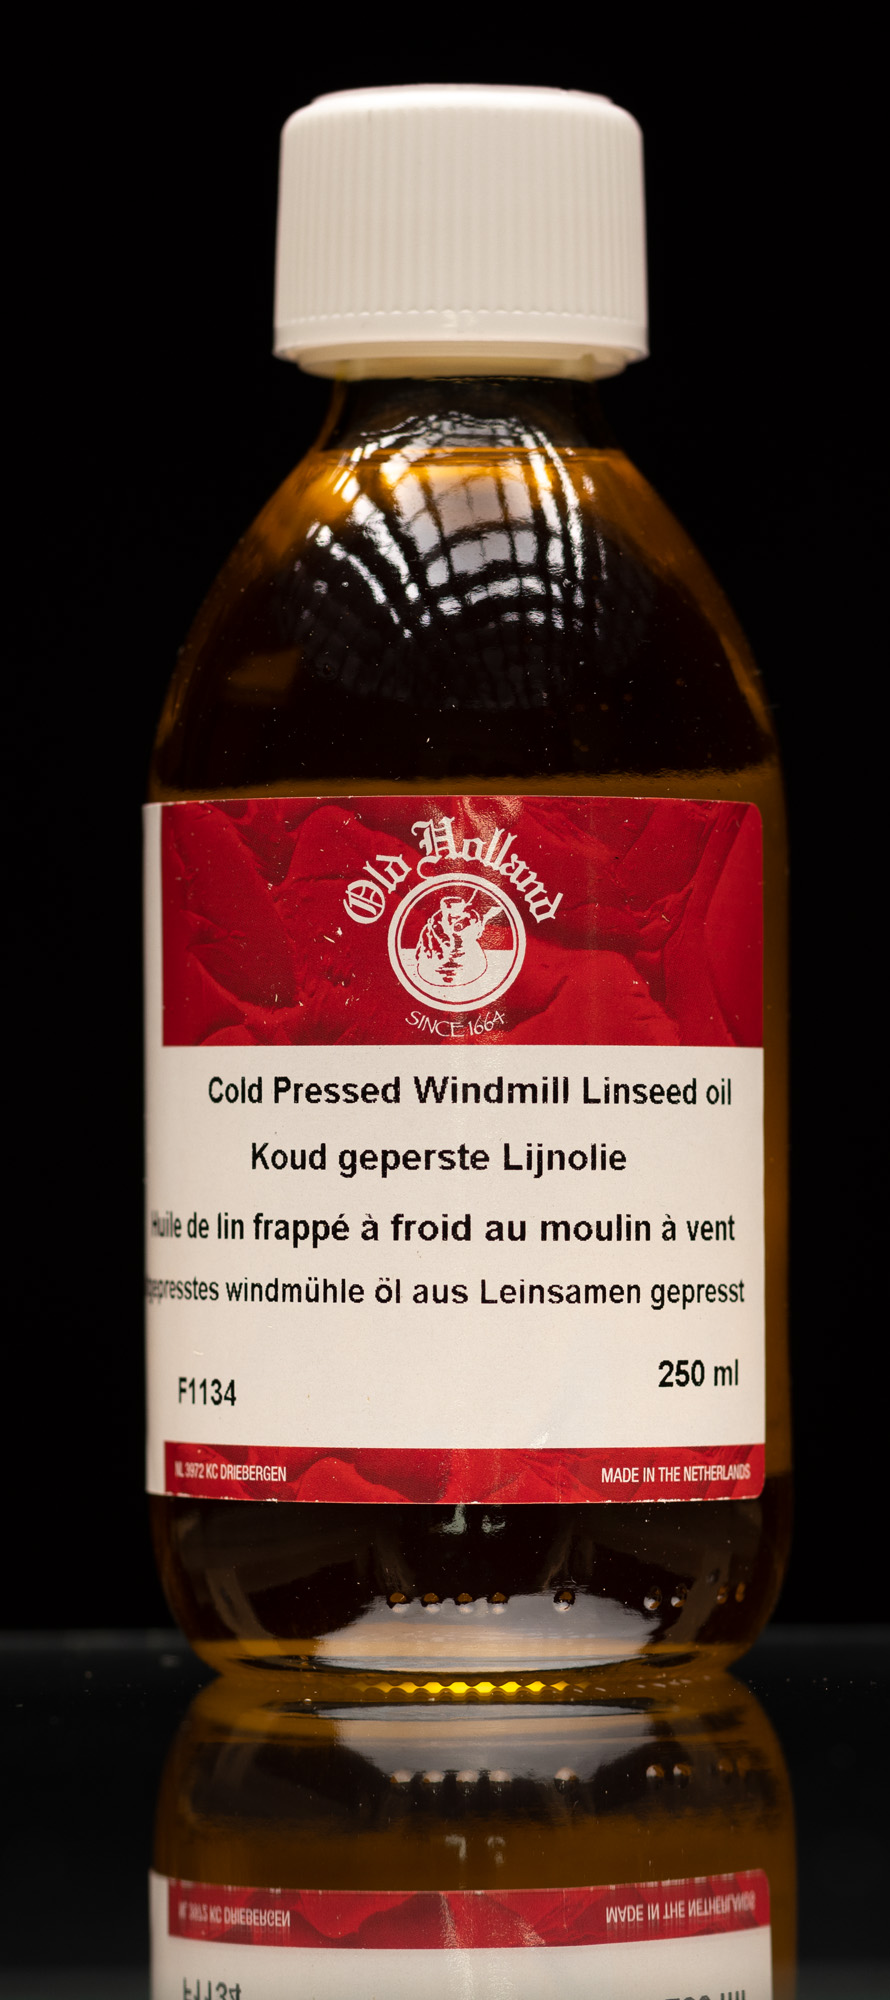 Old Holland
SINCE 1664
Cold Pressed Windmill Linseed oil
Koud geperste Lijnolie
Huile de lin frappé à froid au moulin à vent
windmühle öl aus Leinsamen gepresst
F1134
250 ml
NL 3972 KC DRIEBERGEN
MADE IN THE NETHERLANDS